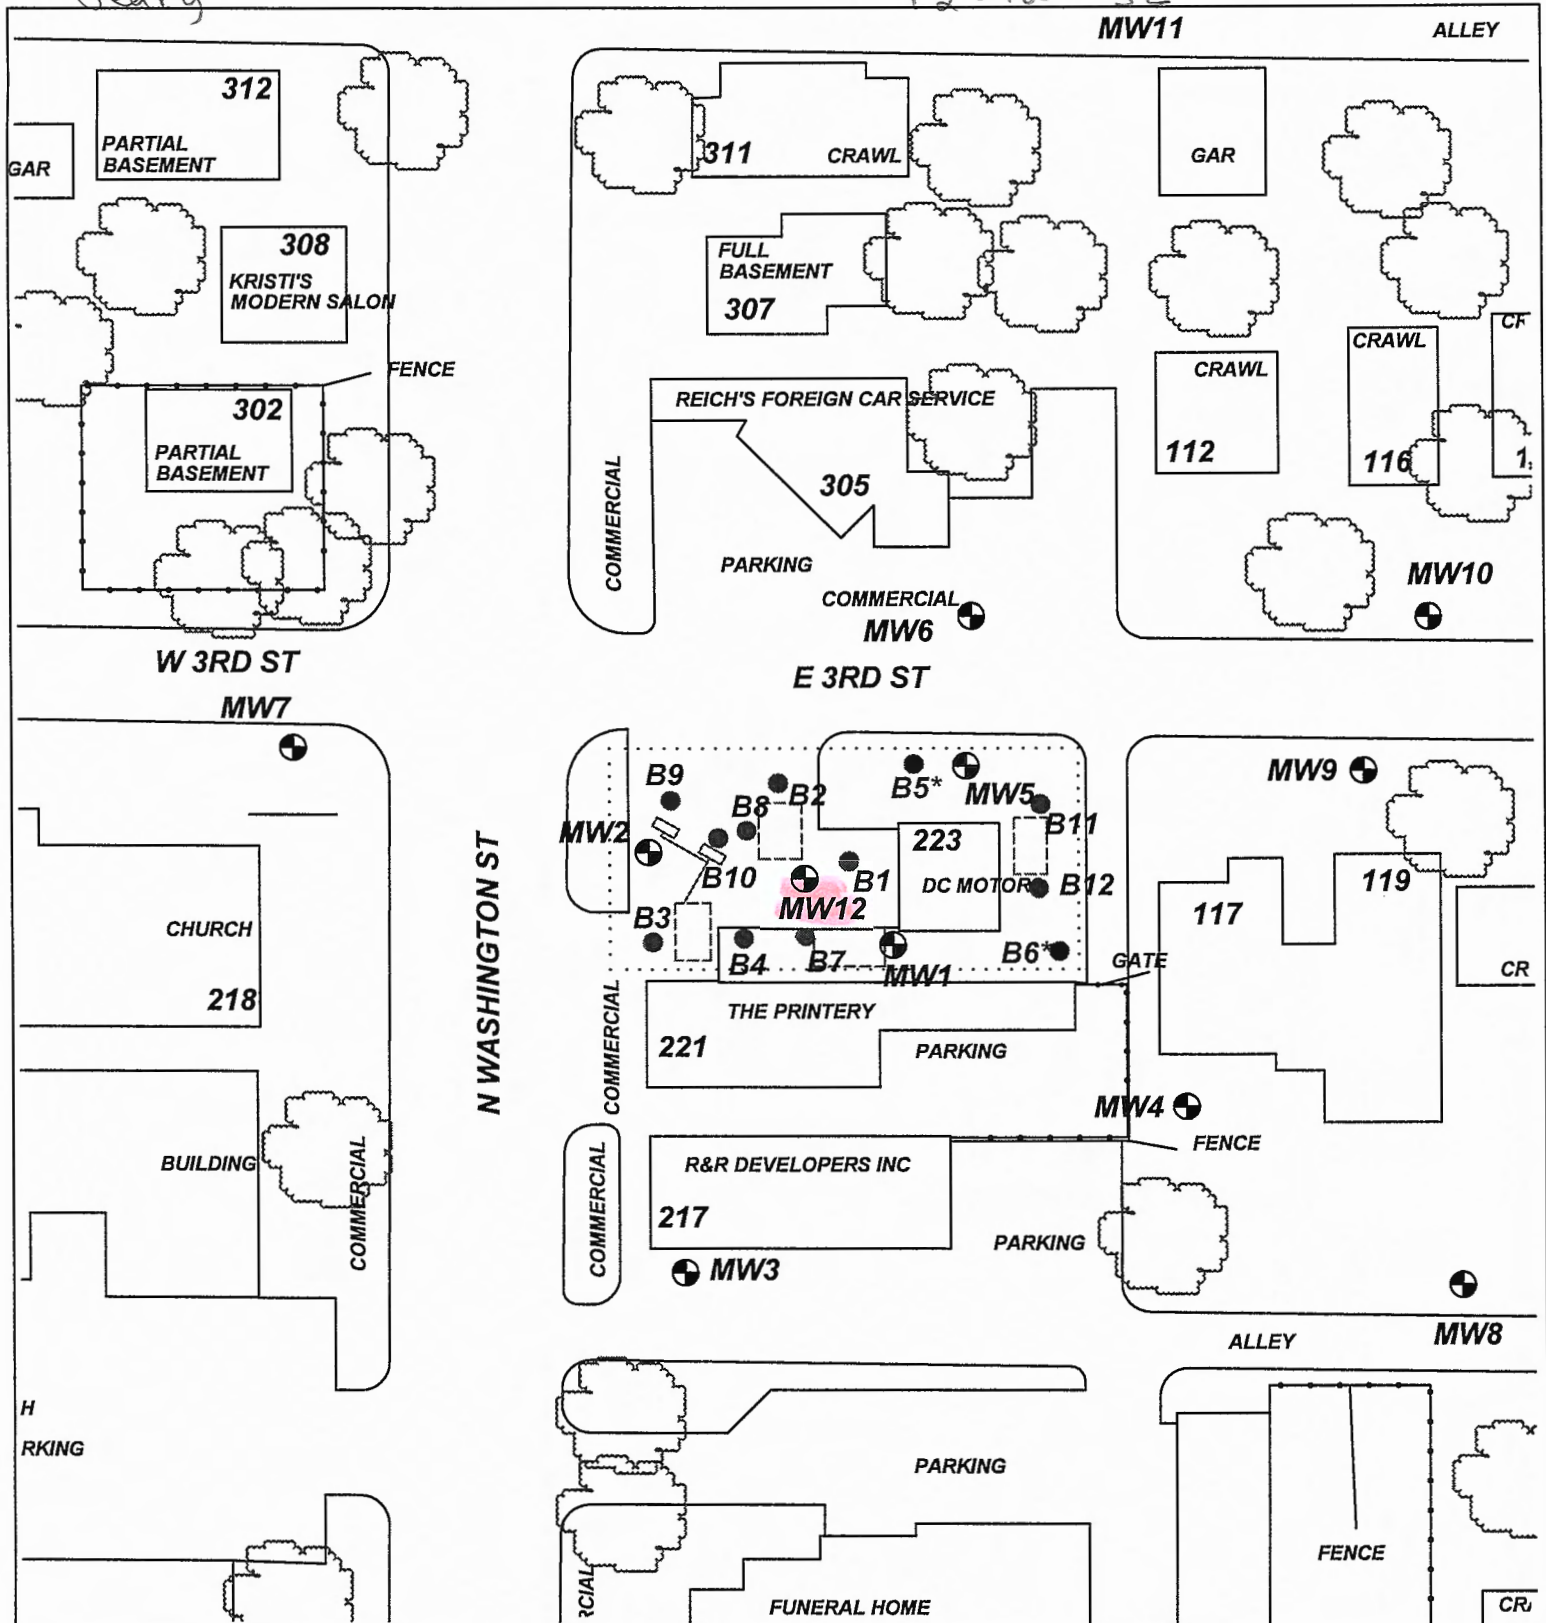 MW11
ALLEY
312
PARTIAL
BASEMENT
GAR
311
CRAWL
GAR
308
KRISTI'S
MODERN SALON
FULL
BASEMENT
307
FENCE
302
PARTIAL
BASEMENT
REICH'S FOREIGN CAR SERVICE
305
COMMERCIAL
PARKING
CRAWL
112
CRAWL
116
COMMERCIAL
MW6
MW10
W 3RD ST
E 3RD ST
MW7
N WASHINGTON ST
B9
B2
B8
B5*
MW5
B11
MW9
MW2
223
DC MOTOR
B10
B1
B12
MW12
B3
B4
B7
MW1
B6*
GATE
117
119
CR
CHURCH
218
COMMERCIAL
THE PRINTERY
221
PARKING
MW4
FENCE
BUILDING
COMMERCIAL
COMMERCIAL
R&R DEVELOPERS INC
217
PARKING
MW3
ALLEY
MW8
H
RKING
PARKING
FENCE
RCIAL
FUNERAL HOME